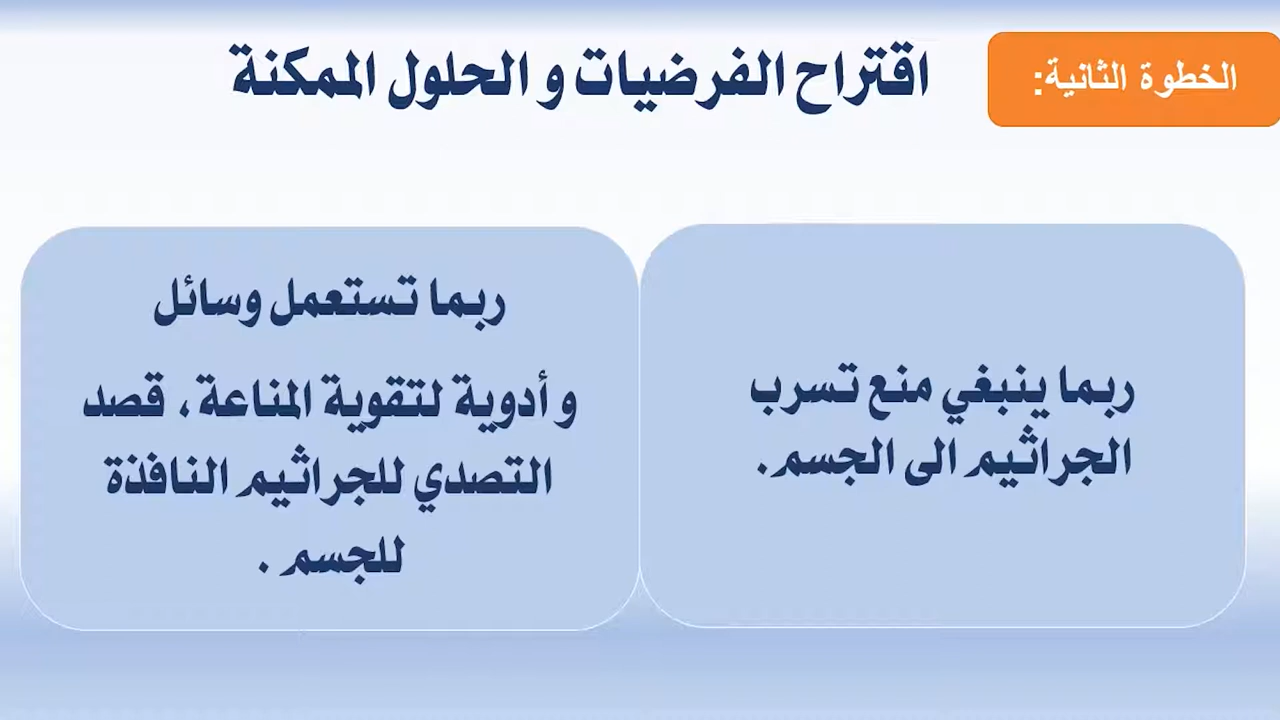 الخطوة الثانية:
اقتراح الفرضيات و الحلول الممكنة
ربما ينبغي منع تسرب
الجراثيم الى الجسم.
ربما تستعمل وسائل
و أدوية لتقوية المناعة ، قصد
التصدي للجراثيم النافذة
للجسم .